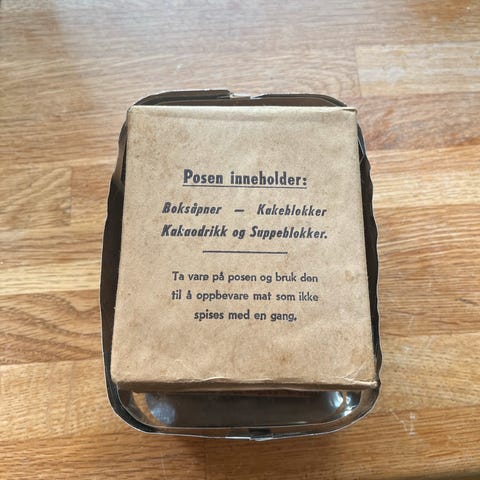 Posen inneholder:
Boksåpner — Kakeblokker
Kakaodrikk og Suppeblokker.
Ta vare på posen og bruk den
til å oppbevare mat som ikke
spises med en gang.